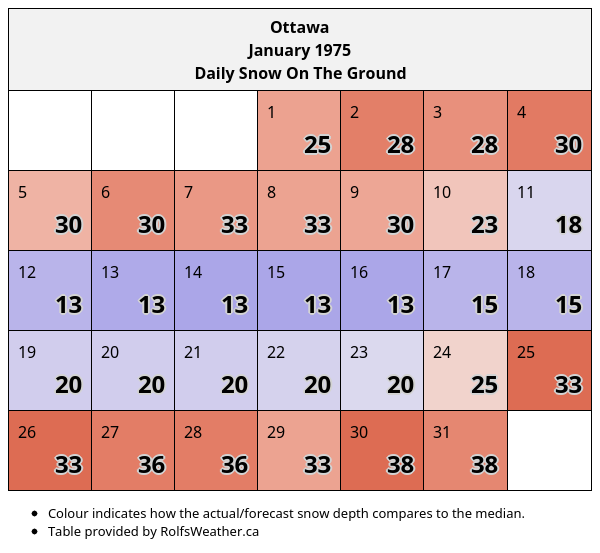 Ottawa
January 1975
Daily Snow On The Ground
1 2 3 4
25 28 28 30
5 6 7 8 9 10 11
30 30 33 33 30 23 18
12 13 14 15 16 17 18
13 13 13 13 13 15 15
19 20 21 22 23 24 25
20 20 20 20 20 25 33
26 27 28 29 30 31
33 36 36 33 38 38
• Colour indicates how the actual/forecast snow depth compares to the median.
• Table provided by RolfsWeather.ca